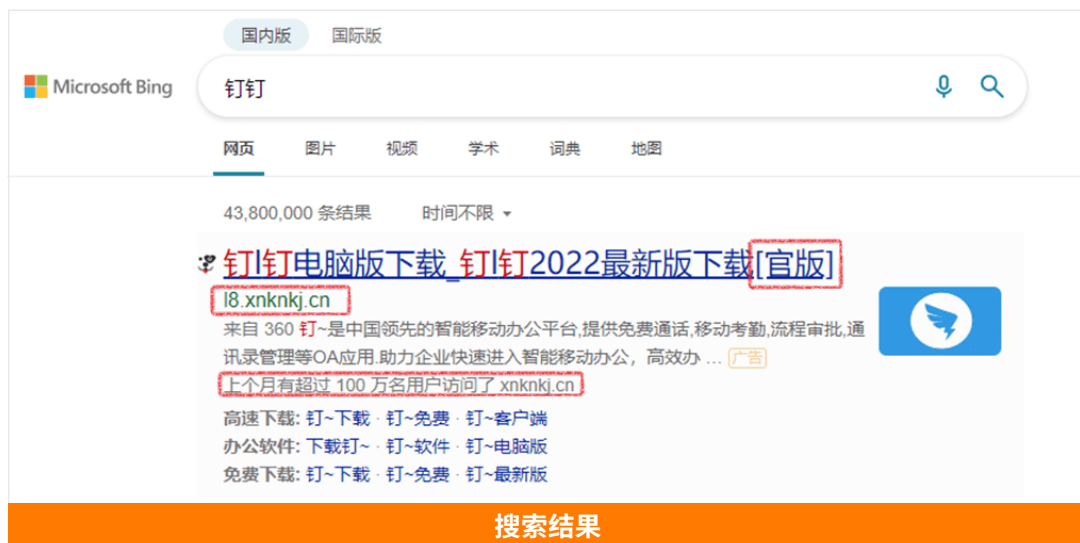 国内版 国际版
Microsoft Bing
钉钉
网页 图片 视频 学术 词典 地图
43,800,000 条结果 时间不限
钉l钉电脑版下载_钉l钉2022最新版下载[官版]
l8.xnknkj.cn
来自 360 钉~是中国领先的智能移动办公平台,提供免费通话,移动考勤,流程审批,通
讯录管理等OA应用.助力企业快速进入智能移动办公，高效办 ... 广告
上个月有超过 100 万名用户访问了 xnknkj.cn
高速下载: 钉~下载 · 钉~免费 · 钉~客户端
办公软件: 下载钉~ · 钉~软件 · 钉~电脑版
免费下载: 钉~下载 · 钉~免费 · 钉~最新版
搜索结果